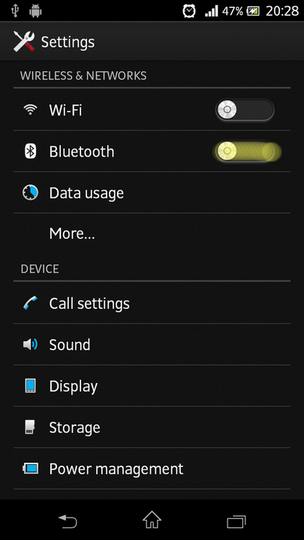 47% 20:28
Settings
WIRELESS & NETWORKS
Wi-Fi
Bluetooth
Data usage
More...
DEVICE
Call settings
Sound
Display
Storage
Power management